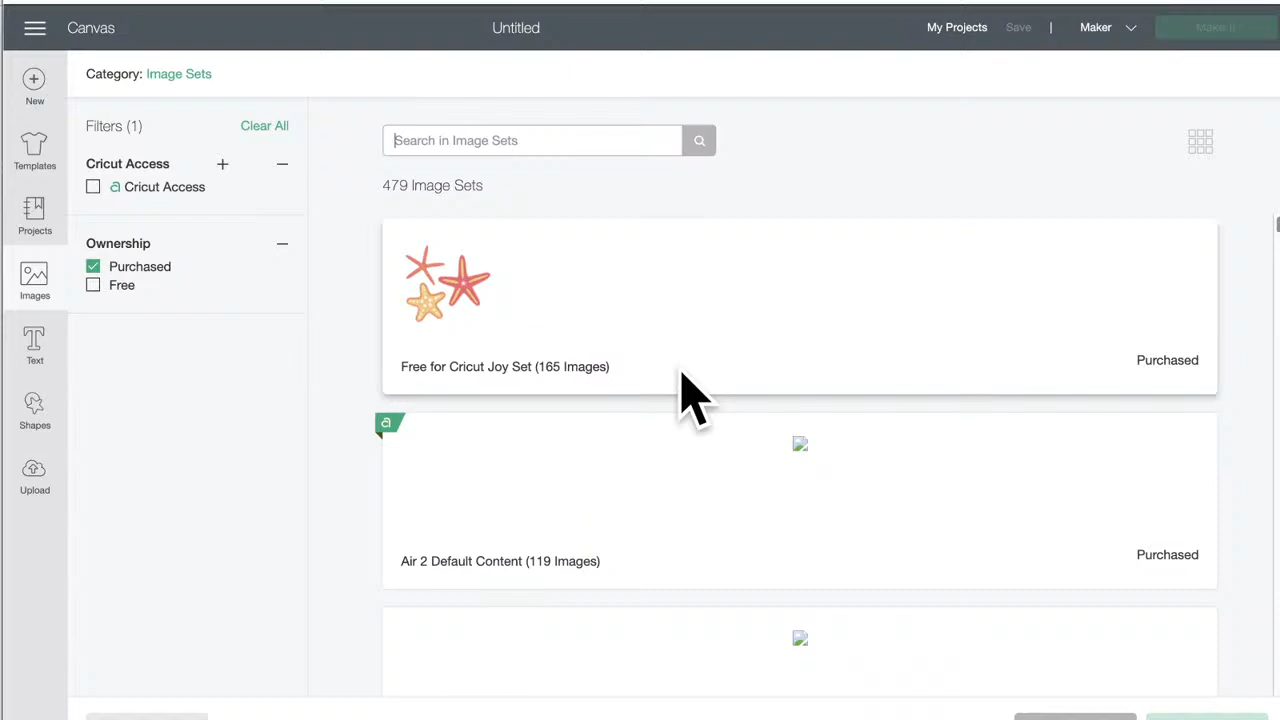 Canvas
Untitled
My Projects
Save
|
Maker
Make It
New
Templates
Projects
Images
Text
Shapes
Upload
Category: Image Sets
Filters (1)
Clear All
Cricut Access
a Cricut Access
Ownership
Purchased
Free
Search in Image Sets
479 Image Sets
Free for Cricut Joy Set (165 Images)
Purchased
a
Air 2 Default Content (119 Images)
Purchased